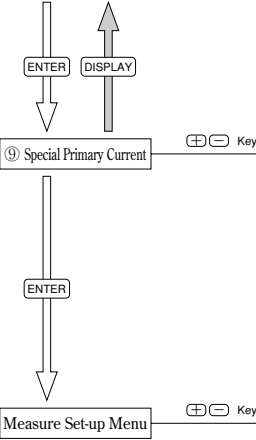 ENTER DISPLAY
⑨ Special Primary Current
+ − Key
ENTER
Measure Set-up Menu
+ − Key